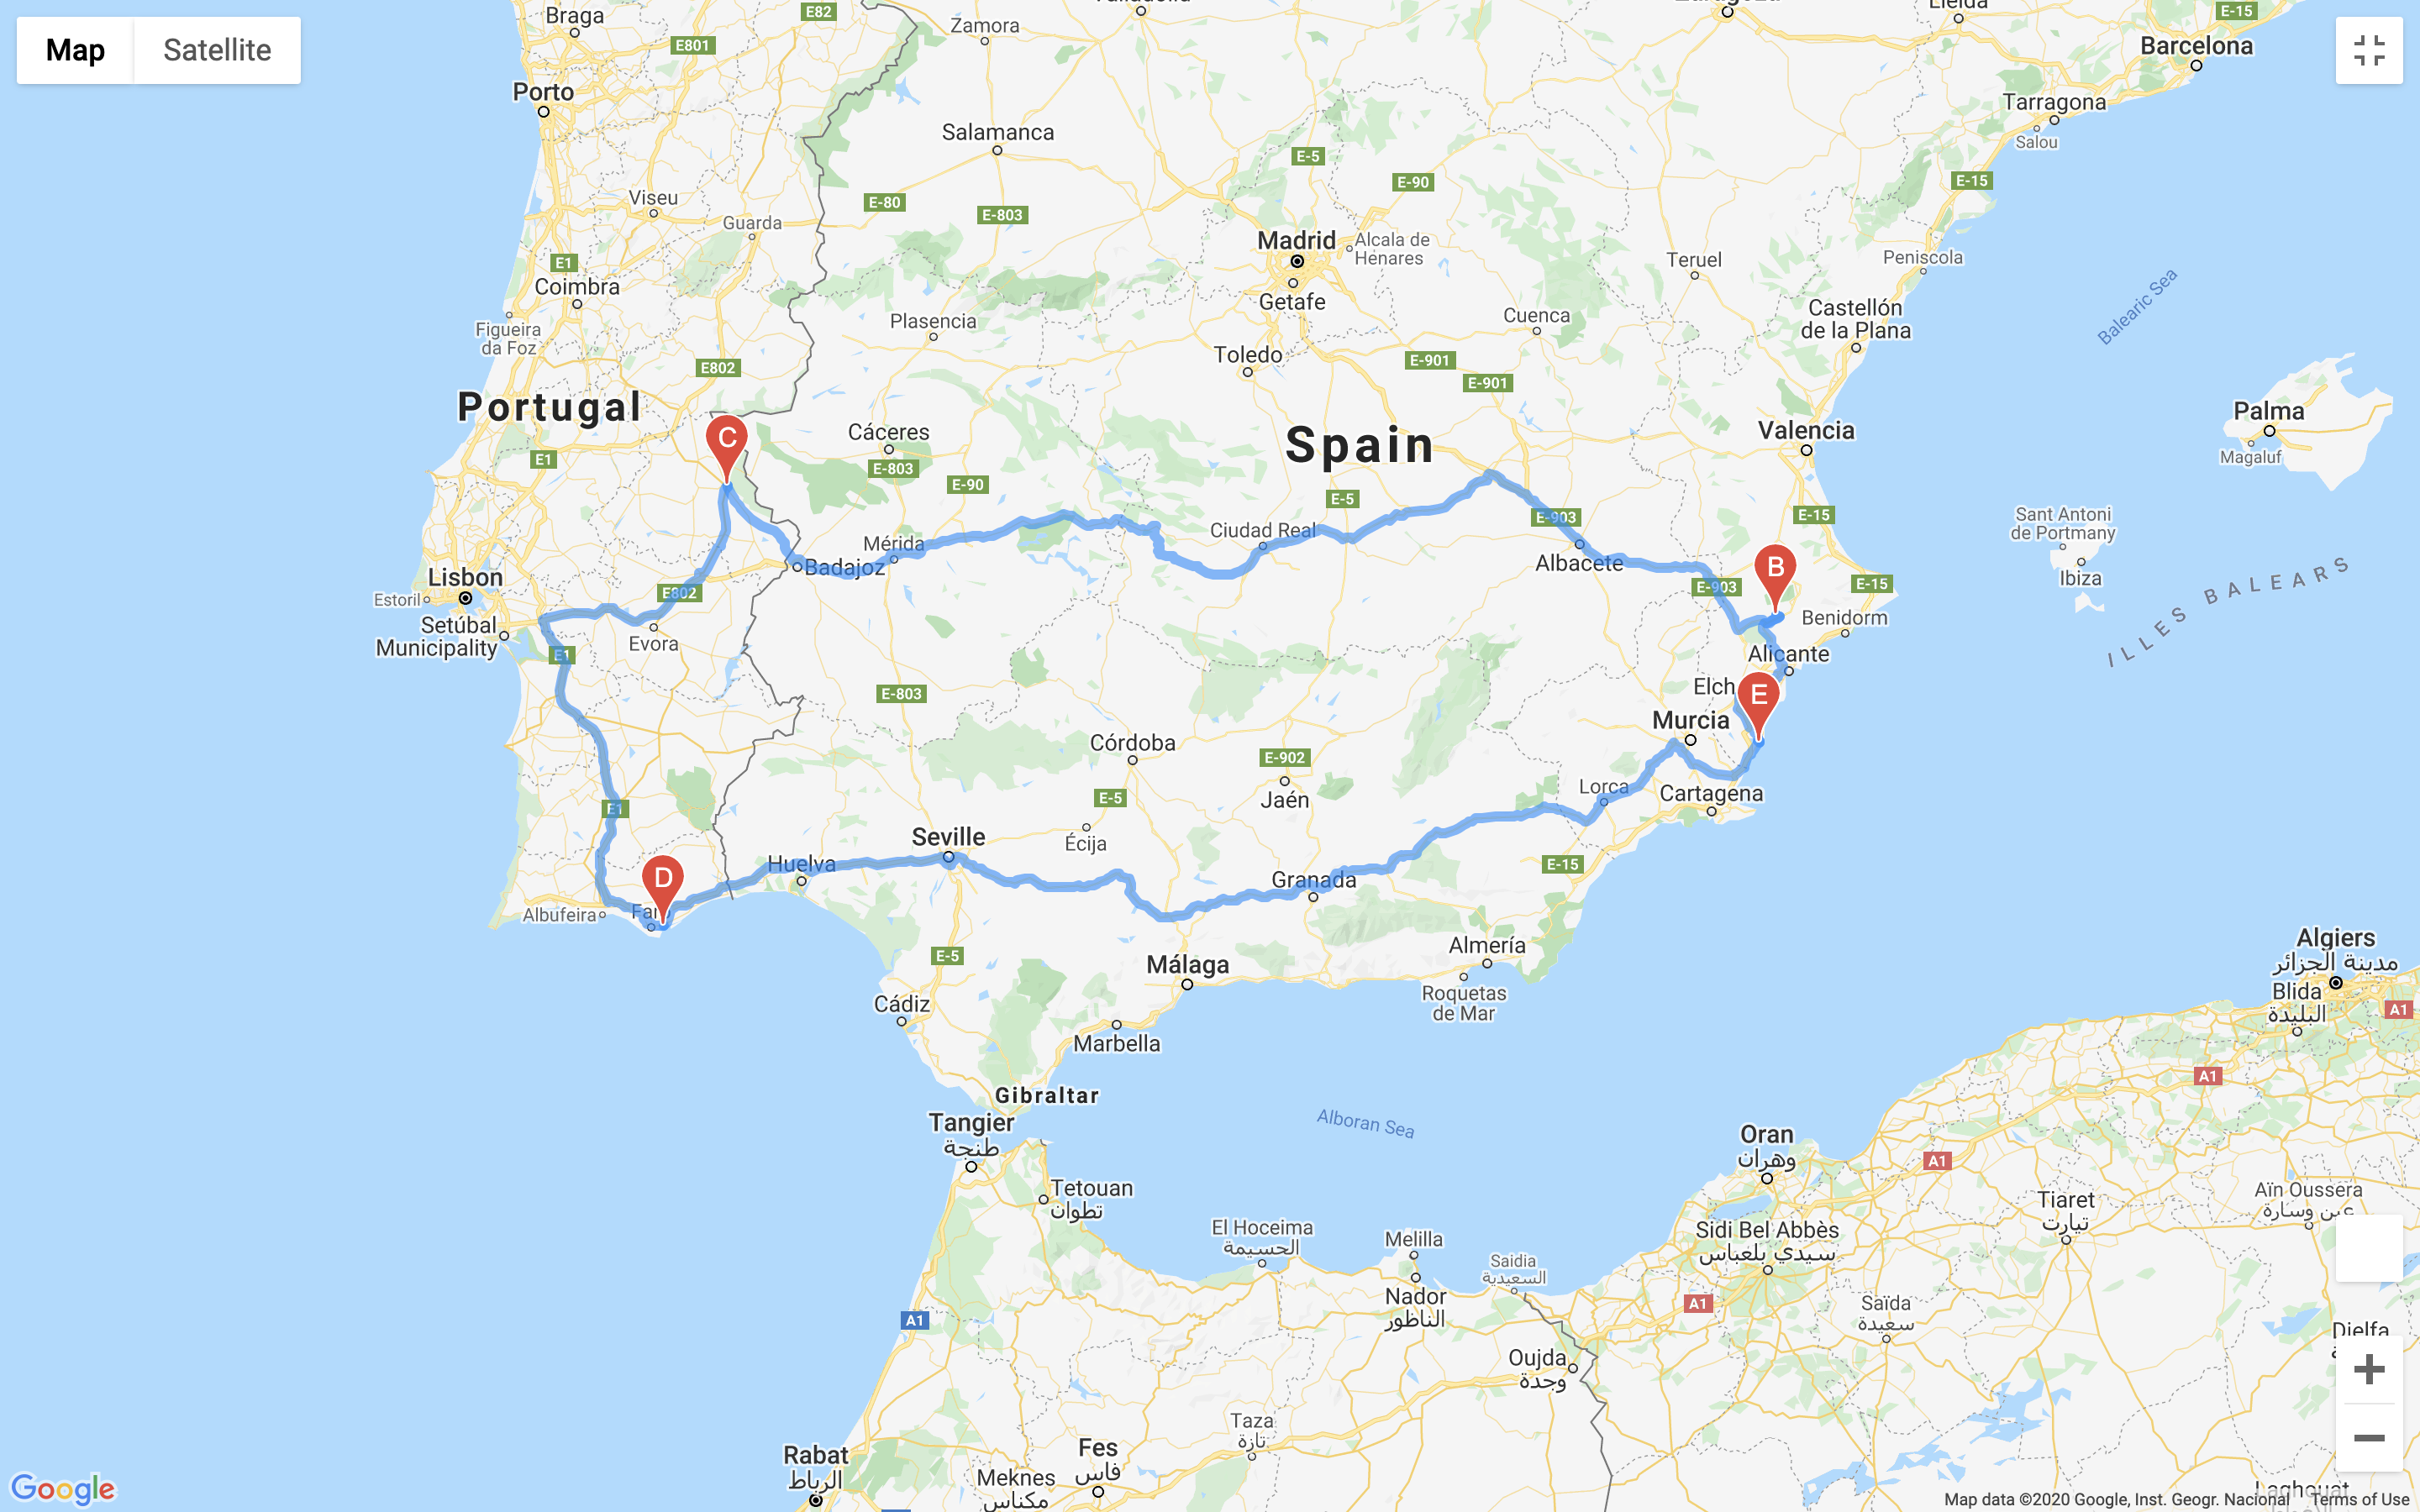 Map
Satellite
Braga
E82
Zamora
E-15
E801
Barcelona
Porto
Tarragona
Salamanca
Salou
E-5
E-90
E-15
Viseu
E-80
E-803
Guarda
Madrid
Alcala de
Henares
Teruel
Peniscola
Balearic Sea
E1
Coimbra
Getafe
Castellón
de la Plana
Figueira
da Foz
Plasencia
Cuenca
Toledo
E802
E-901
E-901
Portugal
C
Cáceres
Spain
Valencia
Palma
Magaluf
E1
E-803
E-90
E-5
E-903
E-15
Sant Antoni
de Portmany
Ciudad Real
Mérida
Badajoz
Albacete
B
Ibiza
ILLES BALEARS
Lisbon
Estoril
E802
E-903
E-15
Setúbal
Municipality
Benidorm
Evora
E1
Alicante
E-803
Elch
E
Murcia
Córdoba
E-902
Lorca
Cartagena
E-5
Jaén
E1
Seville
Écija
Huelva
E-15
D
Granada
Albufeira
Faro
Almería
E-5
Málaga
Algiers
مدينة الجزائر
Roquetas
de Mar
Blida
البليدة
A1
Cádiz
Marbella
A1
Gibraltar
Alboran Sea
Tangier
طنجة
Oran
وهران
A1
Tetouan
تطوان
Tiaret
تيارت
Aïn Oussera
عين وسارة
El Hoceima
الحسيمة
Melilla
Sidi Bel Abbès
سيدي بلعباس
Saidia
السعيدية
Nador
الناظور
A1
Saïda
سعيدة
A1
Djelfa
Oujda
وجدة
Taza
تازة
Rabat
الرباط
Fes
فاس
Meknes
مكناس
Laghouat
Google
Map data ©2020 Google, Inst. Geogr. Nacional
Terms of Use